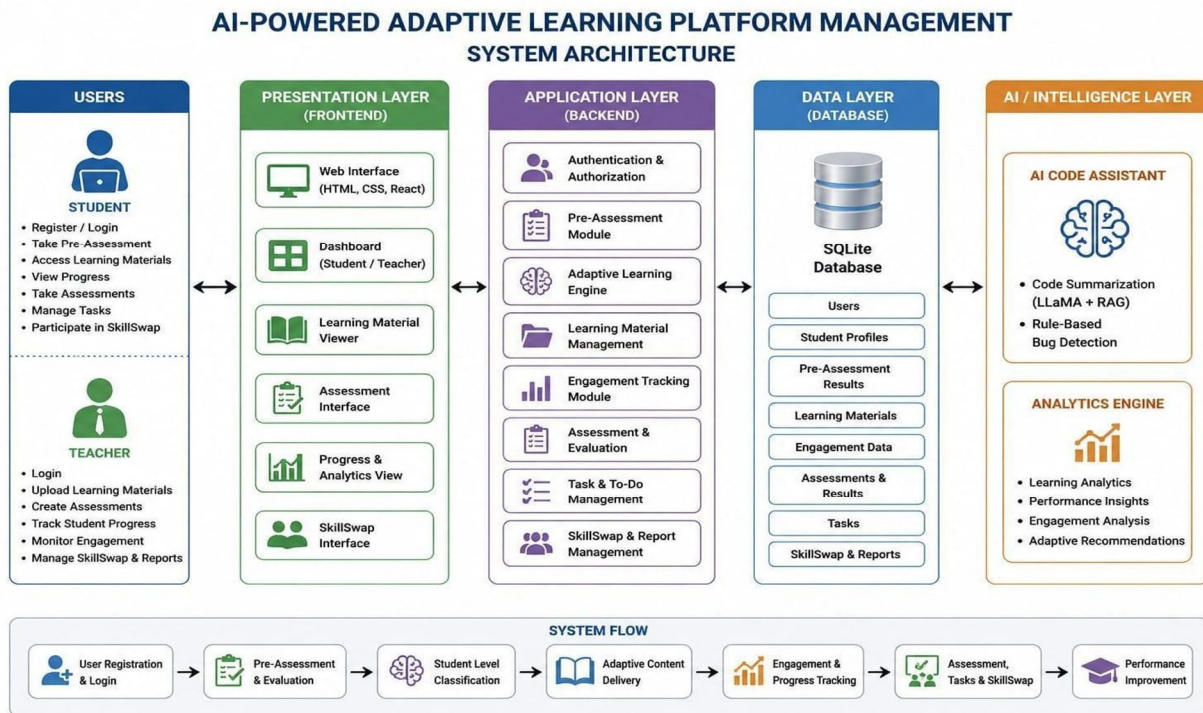 AI-POWERED ADAPTIVE LEARNING PLATFORM MANAGEMENT
SYSTEM ARCHITECTURE
USERS
STUDENT
• Register / Login
• Take Pre-Assessment
• Access Learning Materials
• View Progress
• Take Assessments
• Manage Tasks
• Participate in SkillSwap
TEACHER
• Login
• Upload Learning Materials
• Create Assessments
• Track Student Progress
• Monitor Engagement
• Manage SkillSwap & Reports
PRESENTATION LAYER
(FRONTEND)
Web Interface
(HTML, CSS, React)
Dashboard
(Student / Teacher)
Learning Material
Viewer
Assessment
Interface
Progress &
Analytics View
SkillSwap
Interface
APPLICATION LAYER
(BACKEND)
Authentication &
Authorization
Pre-Assessment
Module
Adaptive Learning
Engine
Learning Material
Management
Engagement Tracking
Module
Assessment &
Evaluation
Task & To-Do
Management
SkillSwap & Report
Management
DATA LAYER
(DATABASE)
SQLite
Database
Users
Student Profiles
Pre-Assessment
Results
Learning Materials
Engagement Data
Assessments &
Results
Tasks
SkillSwap & Reports
AI / INTELLIGENCE LAYER
AI CODE ASSISTANT
• Code Summarization
(LLaMA + RAG)
• Rule-Based
Bug Detection
ANALYTICS ENGINE
• Learning Analytics
• Performance Insights
• Engagement Analysis
• Adaptive Recommendations
SYSTEM FLOW
User Registration
& Login
Pre-Assessment
& Evaluation
Student Level
Classification
Adaptive Content
Delivery
Engagement &
Progress Tracking
Assessment,
Tasks & SkillSwap
Performance
Improvement